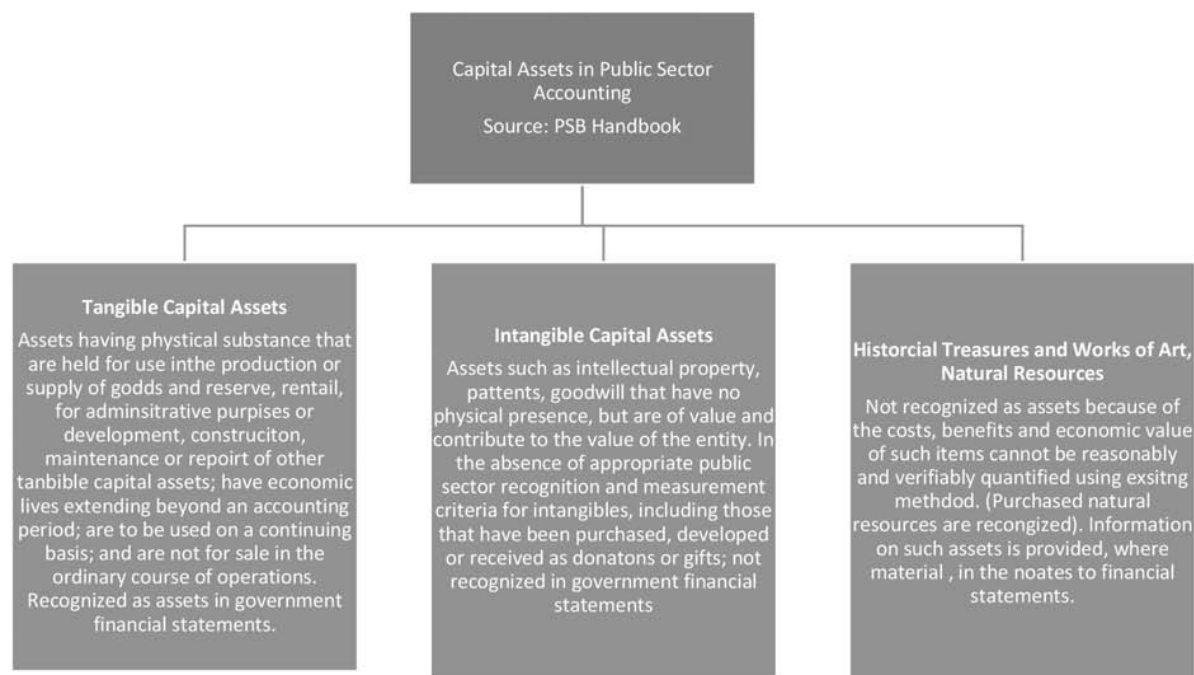 Capital Assets in Public Sector
Accounting
Source: PSB Handbook
Tangible Capital Assets
Assets having phystical substance that
are held for use inthe production or
supply of godds and reserve, rentail,
for adminsitrative purpises or
development, construciton,
maintenance or repoirt of other
tanbible capital assets; have economic
lives extending beyond an accounting
period; are to be used on a continuing
basis; and are not for sale in the
ordinary course of operations.
Recognized as assets in government
financial statements.
Intangible Capital Assets
Assets such as intellectual property,
pattents, goodwill that have no
physical presence, but are of value and
contribute to the value of the entity. In
the absence of appropriate public
sector recognition and measurement
criteria for intangibles, including those
that have been purchased, developed
or received as donatons or gifts; not
recognized in government financial
statements
Historcial Treasures and Works of Art,
Natural Resources
Not recognized as assets because of
the costs, benefits and economic value
of such items cannot be reasonably
and verifiably quantified using exsitng
methdod. (Purchased natural
resources are recongized). Information
on such assets is provided, where
material , in the noates to financial
statements.